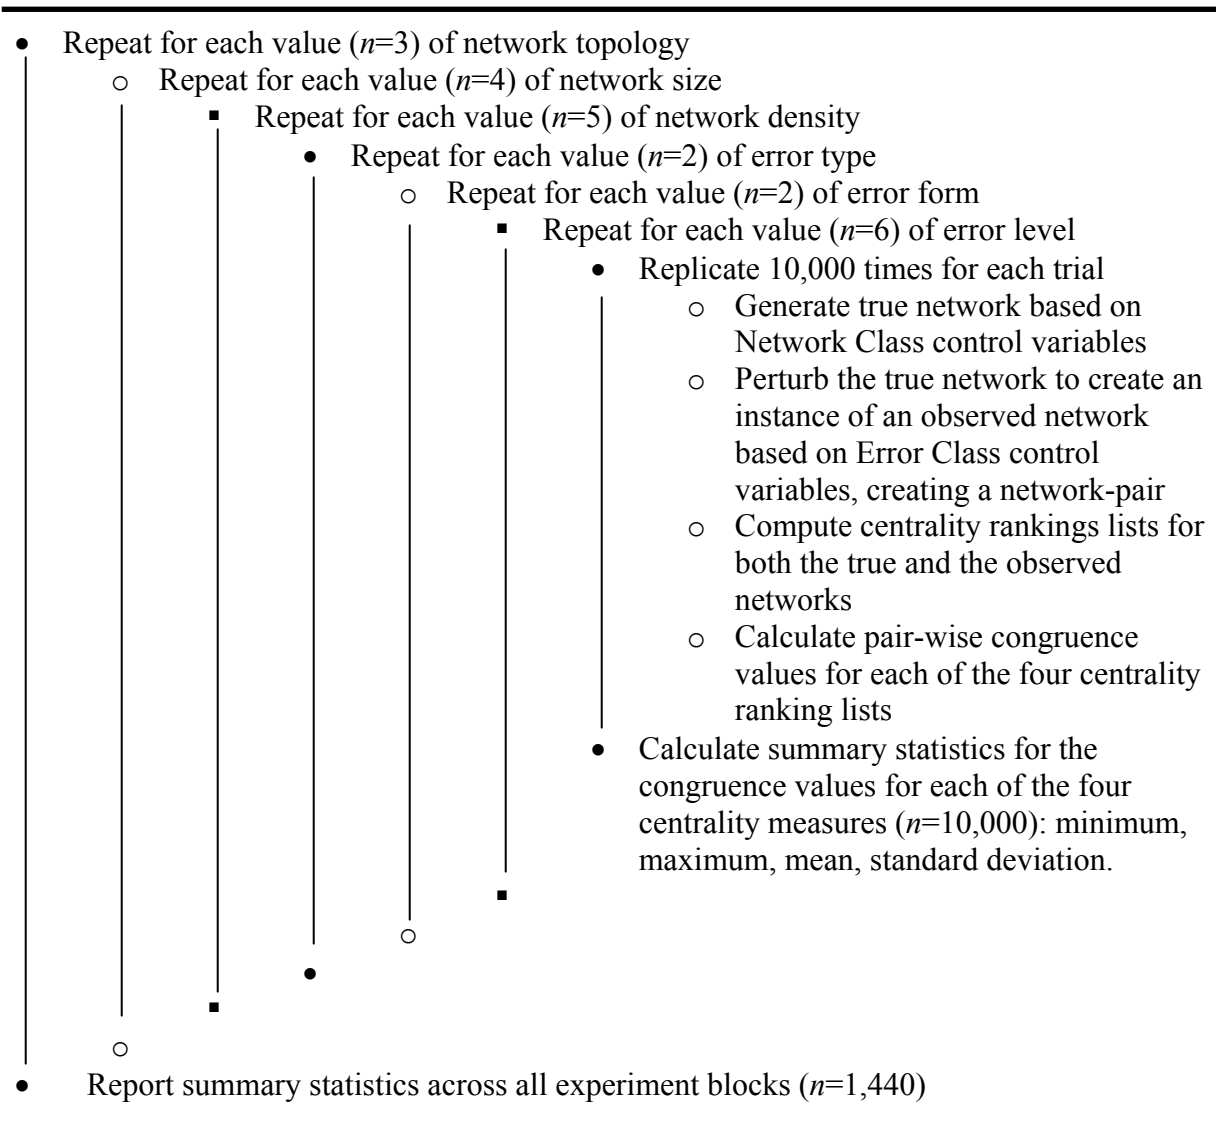 • Repeat for each value (n=3) of network topology
○ Repeat for each value (n=4) of network size
▪ Repeat for each value (n=5) of network density
• Repeat for each value (n=2) of error type
○ Repeat for each value (n=2) of error form
▪ Repeat for each value (n=6) of error level
• Replicate 10,000 times for each trial
○ Generate true network based on
Network Class control variables
○ Perturb the true network to create an
instance of an observed network
based on Error Class control
variables, creating a network-pair
○ Compute centrality rankings lists for
both the true and the observed
networks
○ Calculate pair-wise congruence
values for each of the four centrality
ranking lists
• Calculate summary statistics for the
congruence values for each of the four
centrality measures (n=10,000): minimum,
maximum, mean, standard deviation.
▪
○
•
▪
○
• Report summary statistics across all experiment blocks (n=1,440)